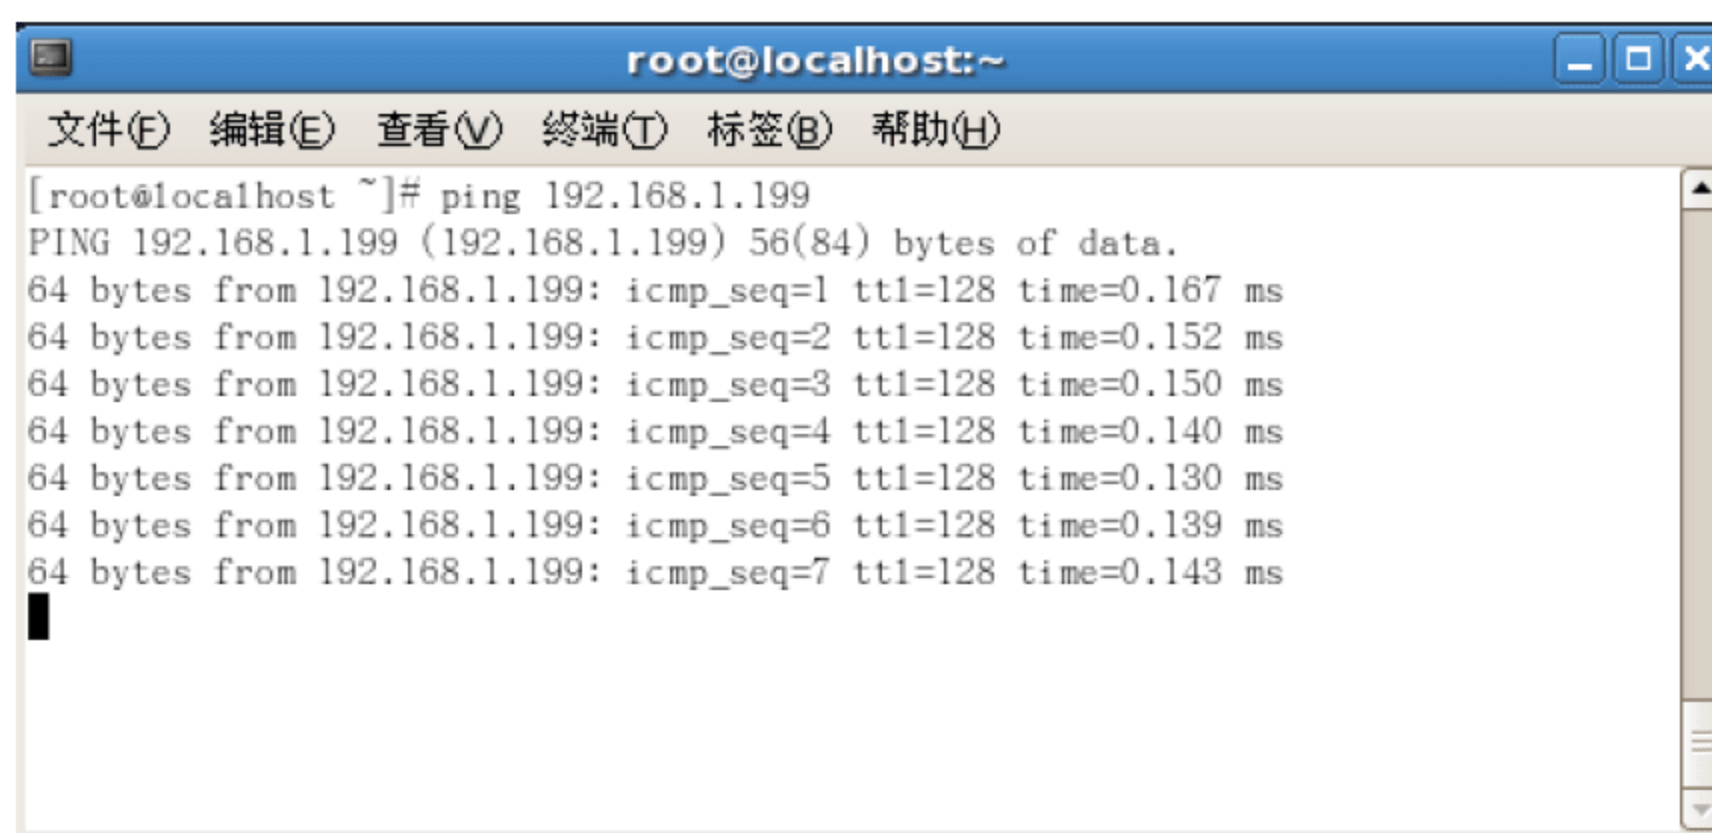 root@localhost:~
文件(F) 编辑(E) 查看(V) 终端(T) 标签(B) 帮助(H)
[root@localhost ~]# ping 192.168.1.199
PING 192.168.1.199 (192.168.1.199) 56(84) bytes of data.
64 bytes from 192.168.1.199: icmp_seq=1 ttl=128 time=0.167 ms
64 bytes from 192.168.1.199: icmp_seq=2 ttl=128 time=0.152 ms
64 bytes from 192.168.1.199: icmp_seq=3 ttl=128 time=0.150 ms
64 bytes from 192.168.1.199: icmp_seq=4 ttl=128 time=0.140 ms
64 bytes from 192.168.1.199: icmp_seq=5 ttl=128 time=0.130 ms
64 bytes from 192.168.1.199: icmp_seq=6 ttl=128 time=0.139 ms
64 bytes from 192.168.1.199: icmp_seq=7 ttl=128 time=0.143 ms